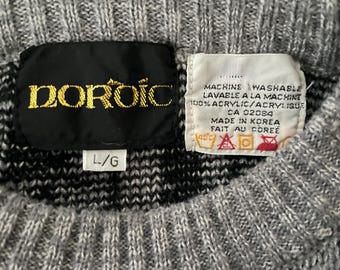 NORDIC
L/G
MACHINE WASHABLE
LAVABLE A LA MACHINE
100% ACRYLIC/ACRYLIQUE
CA 02084
MADE IN KOREA
FAIT AU COREE